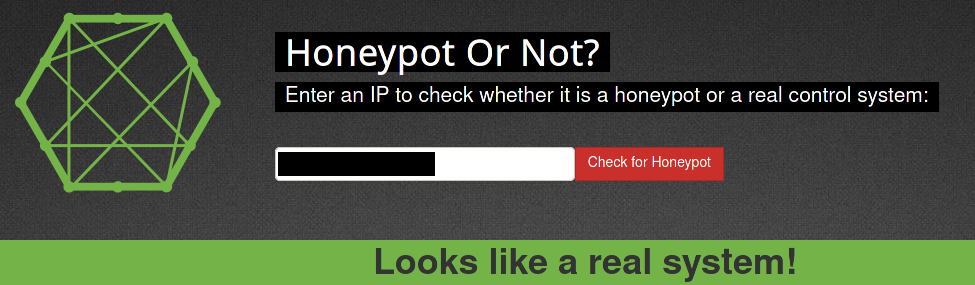 Honeypot Or Not?
Enter an IP to check whether it is a honeypot or a real control system:
Check for Honeypot
Looks like a real system!